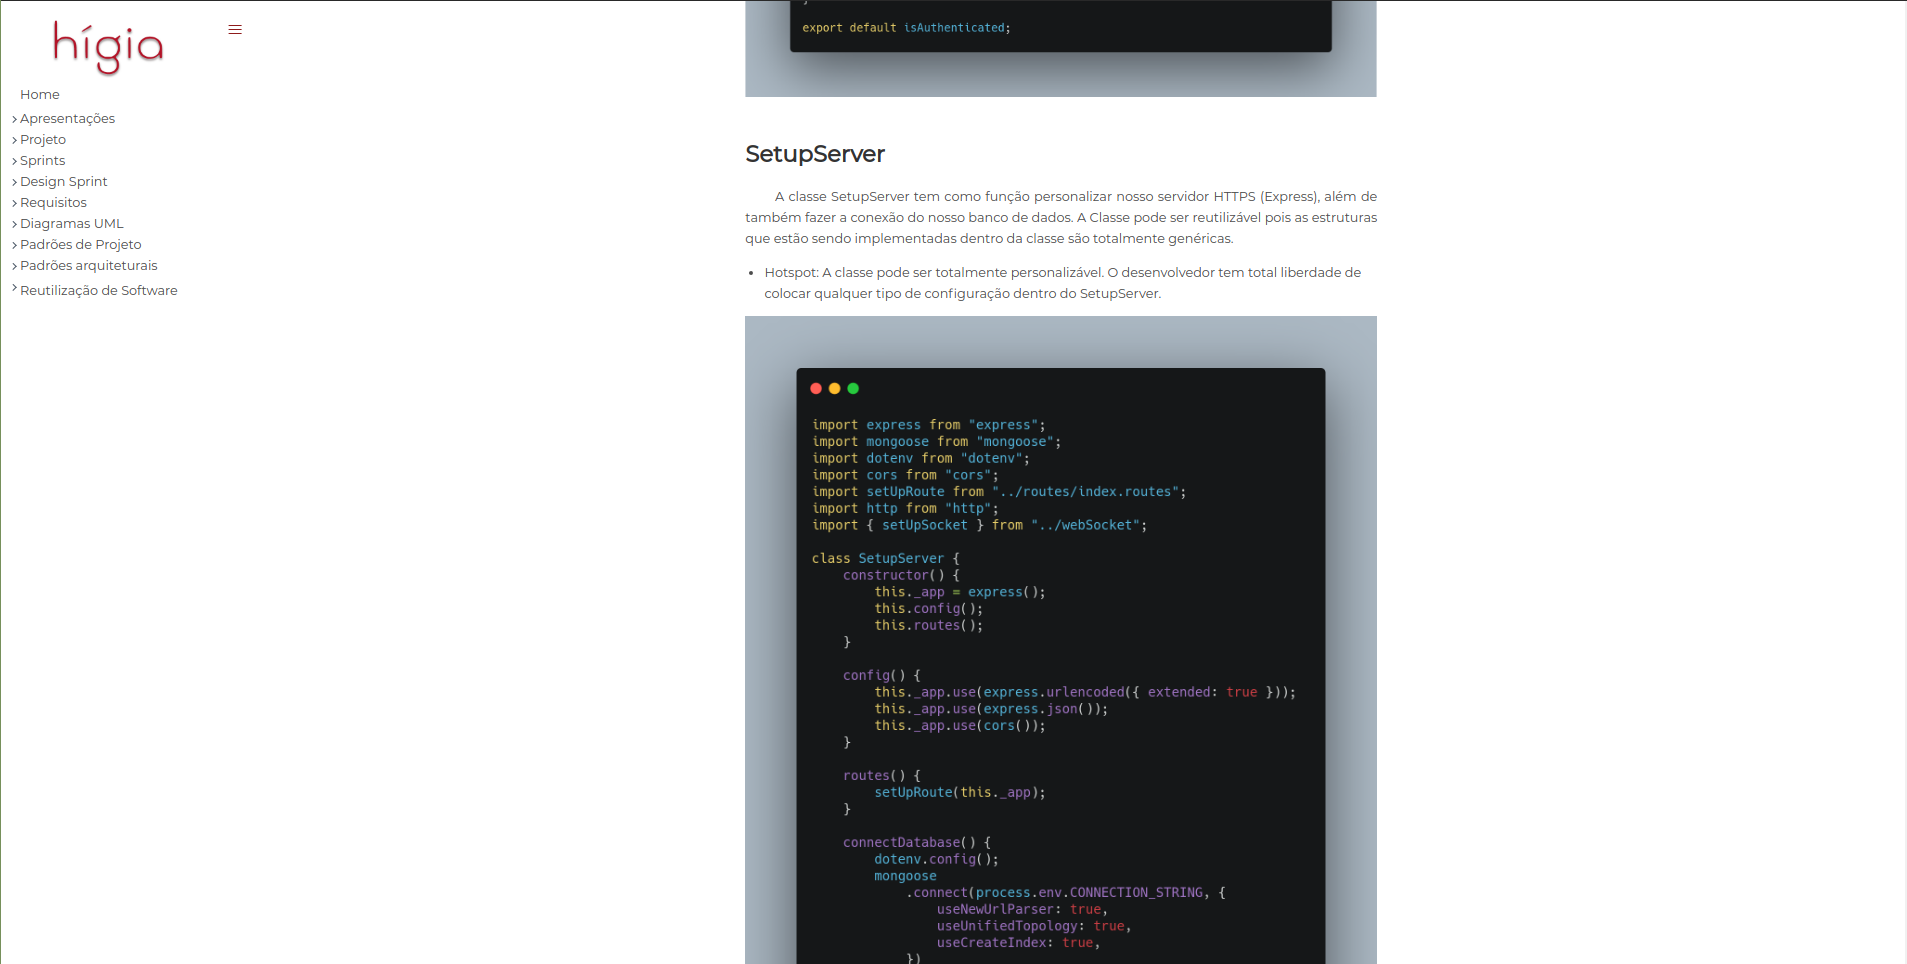 hígia
Home
Apresentações
Projeto
Sprints
Design Sprint
Requisitos
Diagramas UML
Padrões de Projeto
Padrões arquiteturais
Reutilização de Software
export default isAuthenticated;
SetupServer
A classe SetupServer tem como função personalizar nosso servidor HTTPS (Express), além de
também fazer a conexão do nosso banco de dados. A Classe pode ser reutilizável pois as estruturas
que estão sendo implementadas dentro da classe são totalmente genéricas.
• Hotspot: A classe pode ser totalmente personalizável. O desenvolvedor tem total liberdade de
colocar qualquer tipo de configuração dentro do SetupServer.
import express from "express";
import mongoose from "mongoose";
import dotenv from "dotenv";
import cors from "cors";
import setUpRoute from "../routes/index.routes";
import http from "http";
import { setUpSocket } from "../webSocket";
class SetupServer {
constructor() {
this._app = express();
this.config();
this.routes();
}
config() {
this._app.use(express.urlencoded({ extended: true }));
this._app.use(express.json());
this._app.use(cors());
}
routes() {
setUpRoute(this._app);
}
connectDatabase() {
dotenv.config();
mongoose
.connect(process.env.CONNECTION_STRING, {
useNewUrlParser: true,
useUnifiedTopology: true,
useCreateIndex: true,
})